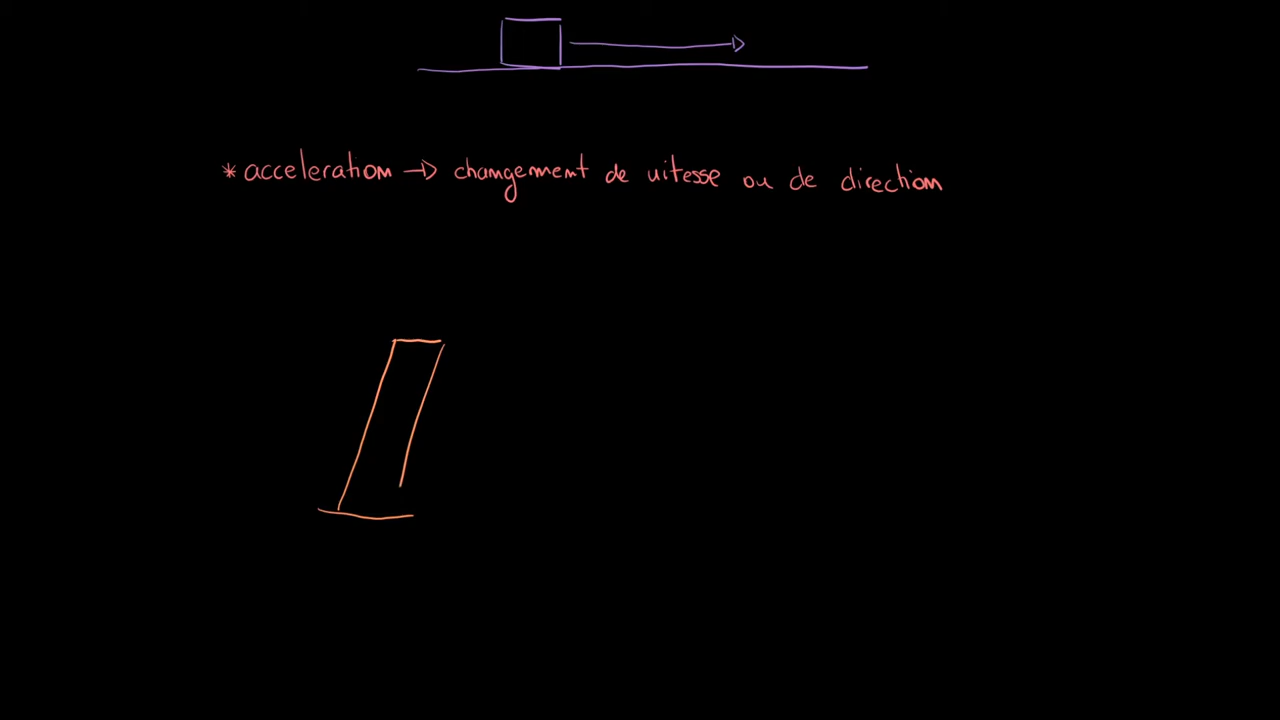 *acceleration → changement de vitesse ou de direction